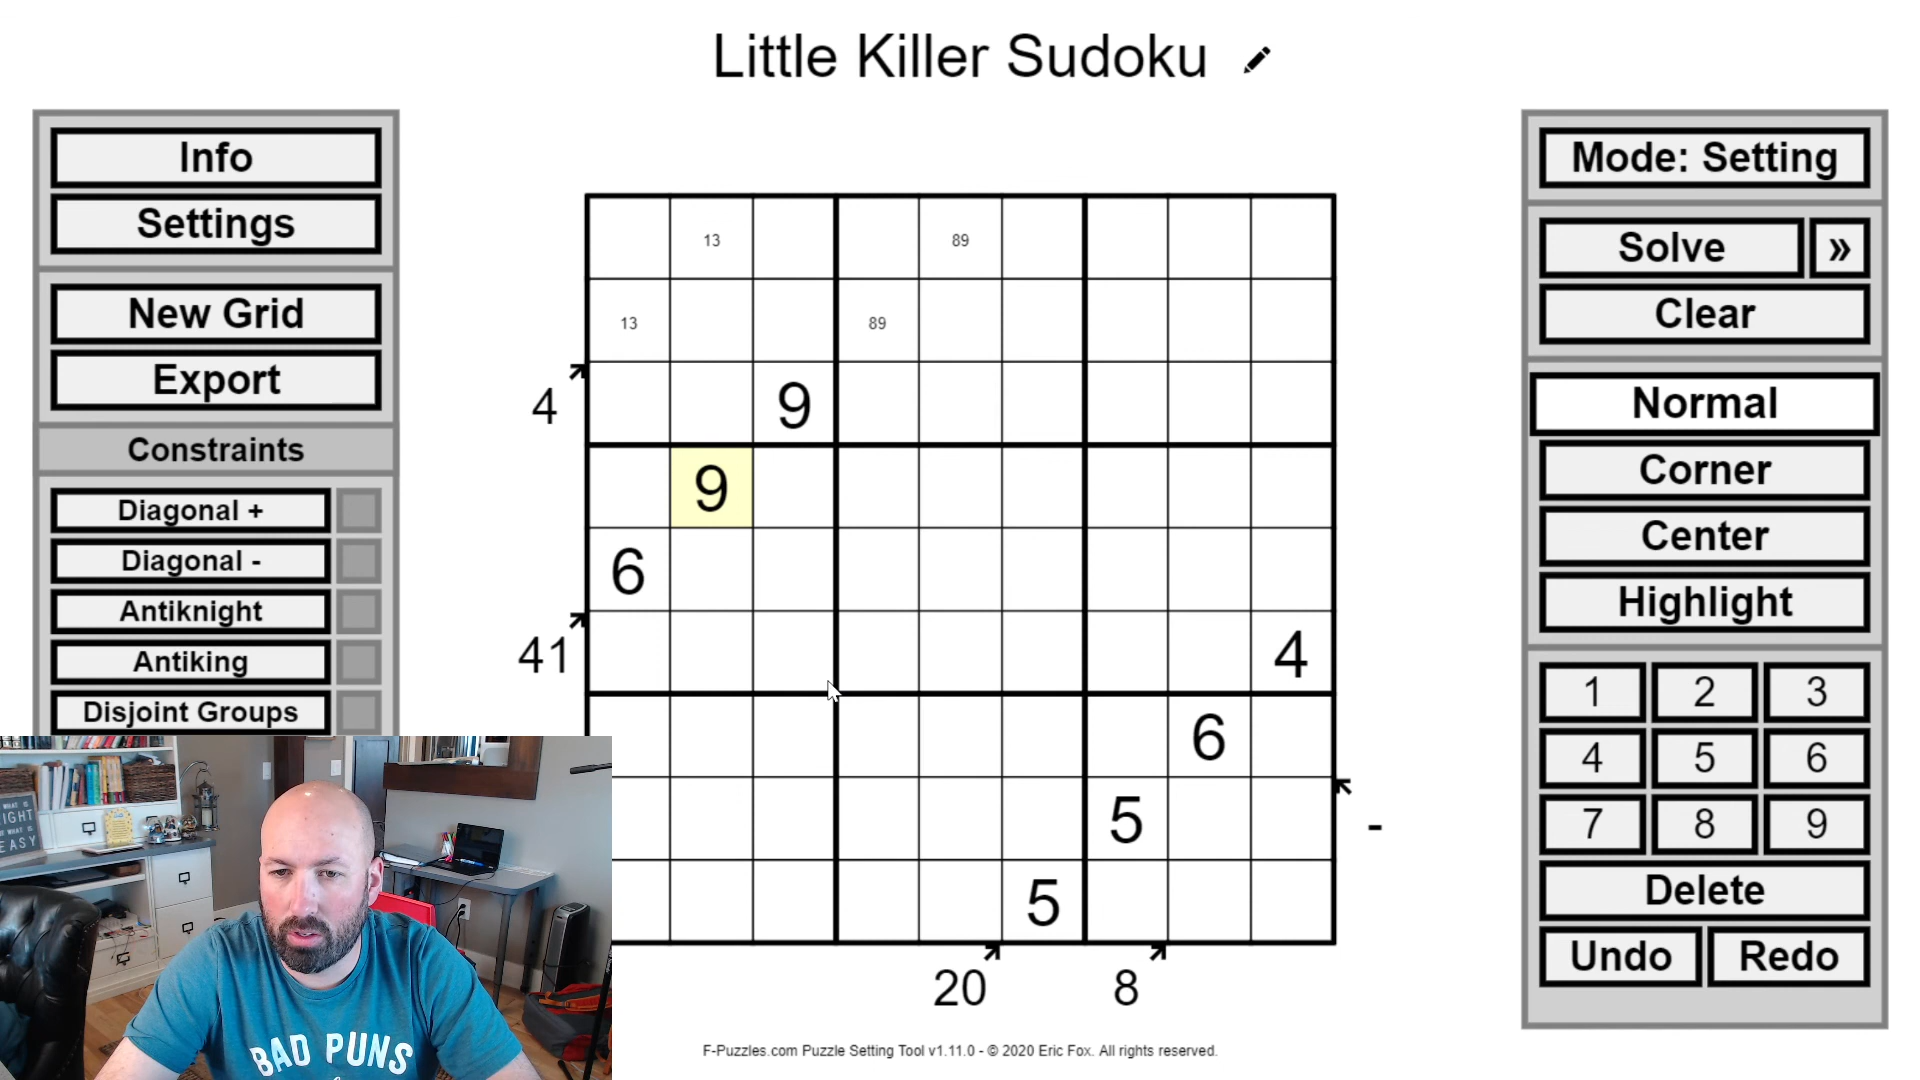 Little Killer Sudoku
Info
Settings
New Grid
Export
Constraints
Diagonal +
Diagonal -
Antiknight
Antiking
Disjoint Groups
13
89
13
89
4
9
9
6
41
4
6
5
-
5
20
8
Mode: Setting
Solve
»
Clear
Normal
Corner
Center
Highlight
1 2 3
4 5 6
7 8 9
Delete
Undo Redo
BAD PUNS
F-Puzzles.com Puzzle Setting Tool v1.11.0 - © 2020 Eric Fox. All rights reserved.